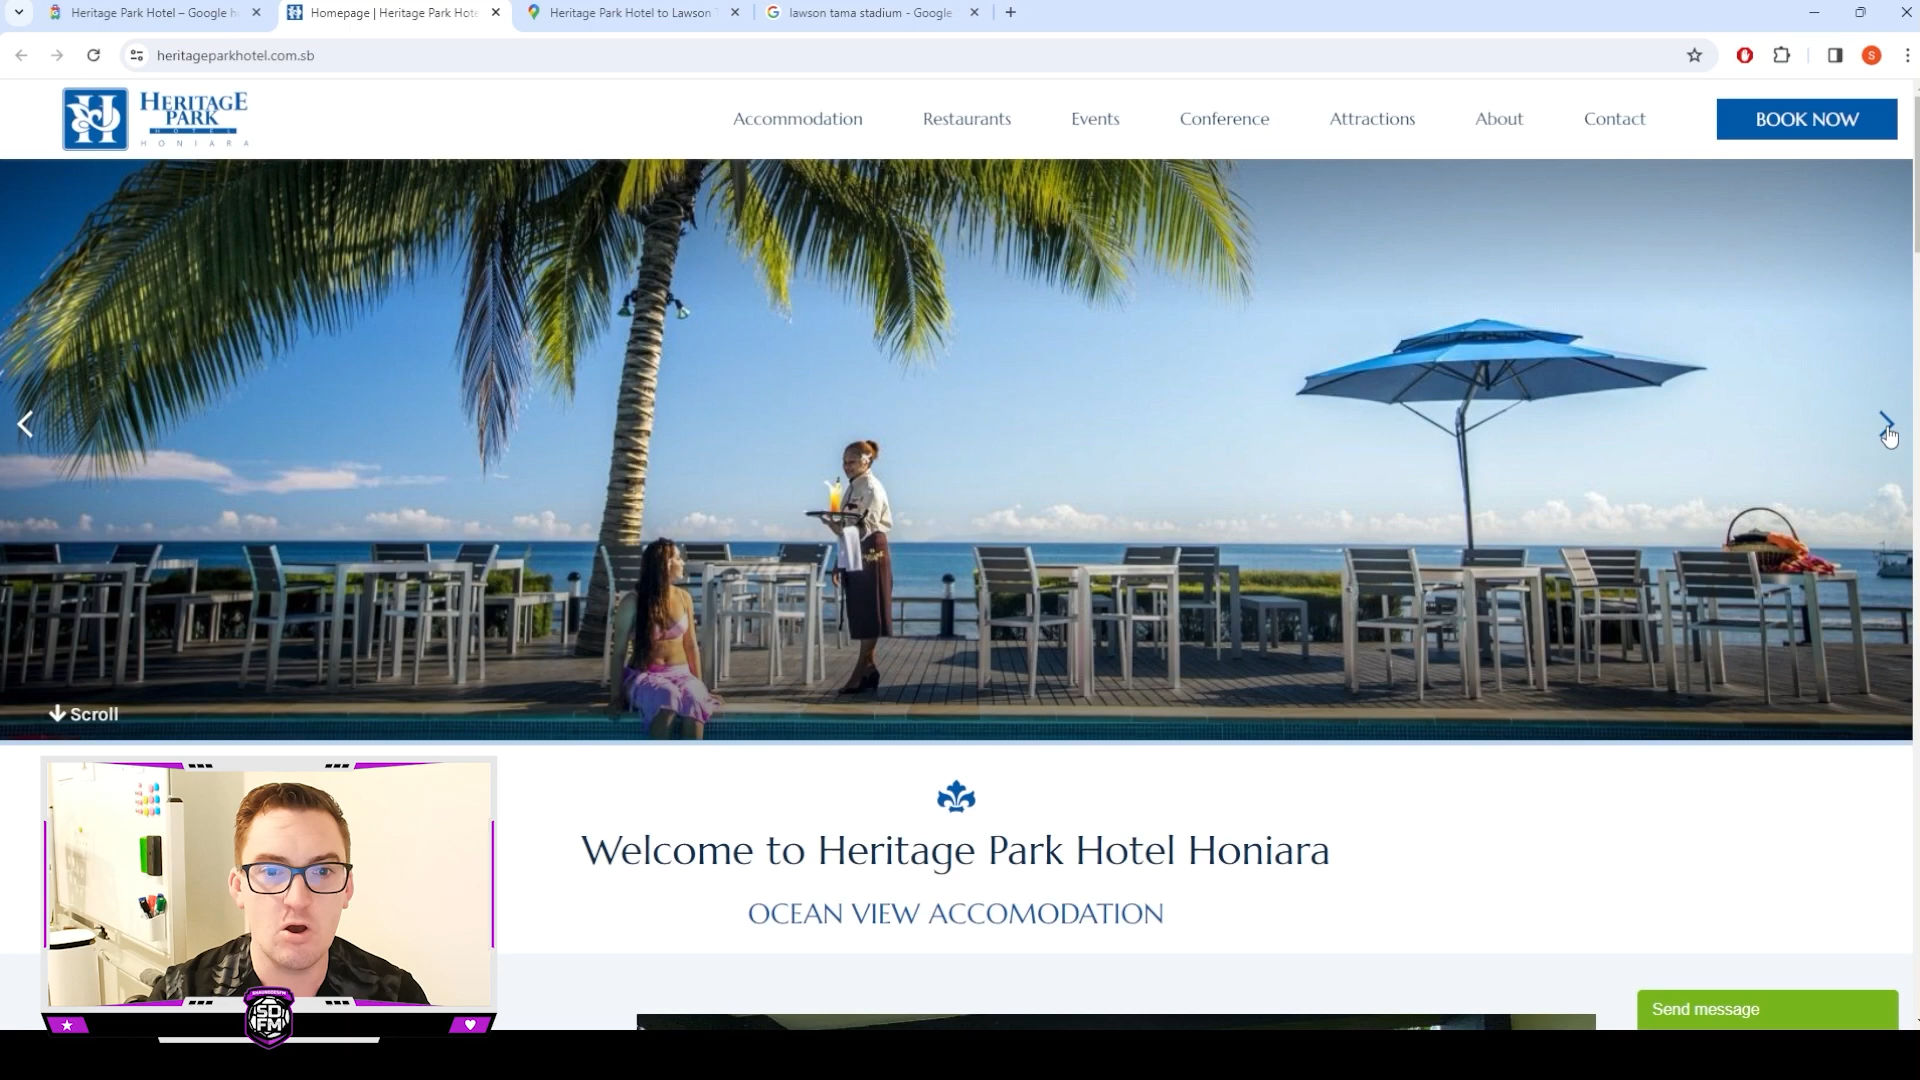 Heritage Park Hotel – Google h
Homepage | Heritage Park Hote
Heritage Park Hotel to Lawson T
lawson tama stadium - Google
heritageparkhotel.com.sb
S
HERITAGE
PARK
HOTEL
HONIARA
Accommodation
Restaurants
Events
Conference
Attractions
About
Contact
BOOK NOW
Scroll
Welcome to Heritage Park Hotel Honiara
OCEAN VIEW ACCOMODATION
SD
FM
Send message